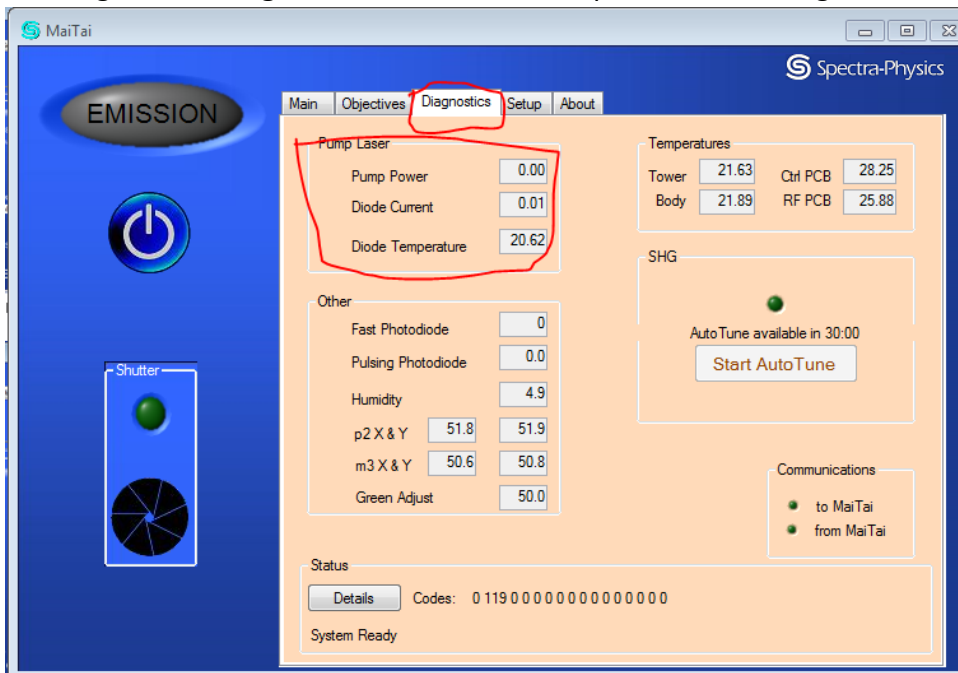 MaiTai
Spectra-Physics
EMISSION
Main Objectives Diagnostics Setup About
Pump Laser
Pump Power 0.00
Diode Current 0.01
Diode Temperature 20.62
Temperatures
Tower 21.63 Ctrl PCB 28.25
Body 21.89 RF PCB 25.88
SHG
AutoTune available in 30:00
Start AutoTune
Other
Fast Photodiode 0
Pulsing Photodiode 0.0
Humidity 4.9
p2 X & Y 51.8 51.9
m3 X & Y 50.6 50.8
Green Adjust 50.0
Shutter
Communications
to MaiTai
from MaiTai
Status
Details Codes: 0 119 0 0 0 0 0 0 0 0 0 0 0 0 0 0
System Ready